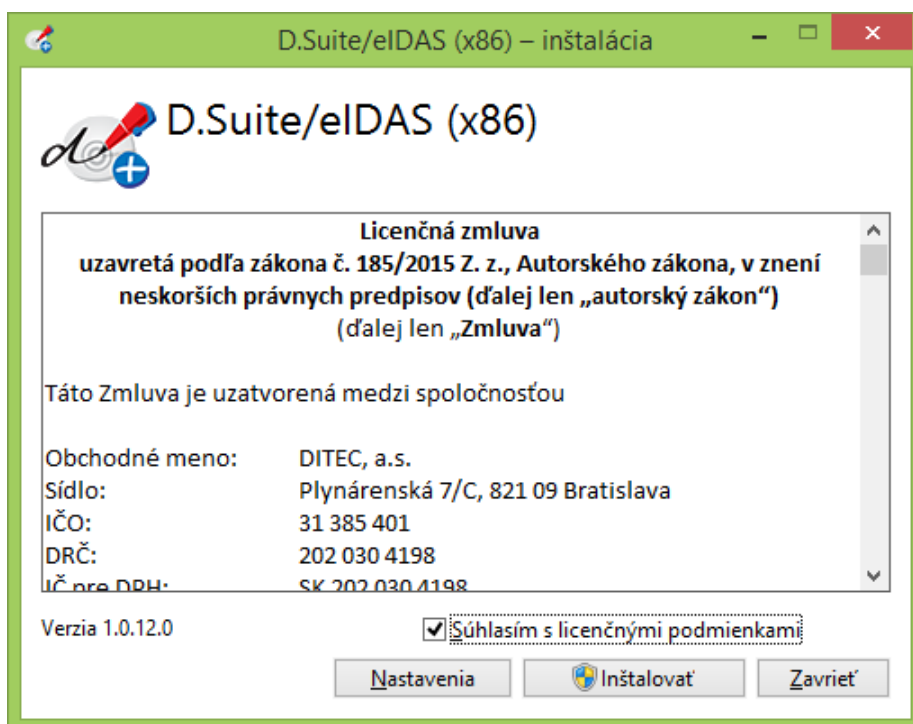 D.Suite/eIDAS (x86) – inštalácia
D.Suite/eIDAS (x86)
Licenčná zmluva
uzavretá podľa zákona č. 185/2015 Z. z., Autorského zákona, v znení
neskorších právnych predpisov (ďalej len „autorský zákon“)
(ďalej len „Zmluva“)
Táto Zmluva je uzatvorená medzi spoločnosťou
Obchodné meno: DITEC, a.s.
Sídlo: Plynárenská 7/C, 821 09 Bratislava
IČO: 31 385 401
DRČ: 202 030 4198
IČ pre DPH: SK 202 030 4198
Verzia 1.0.12.0 Súhlasím s licenčnými podmienkami
Nastavenia Inštalovať Zavrieť